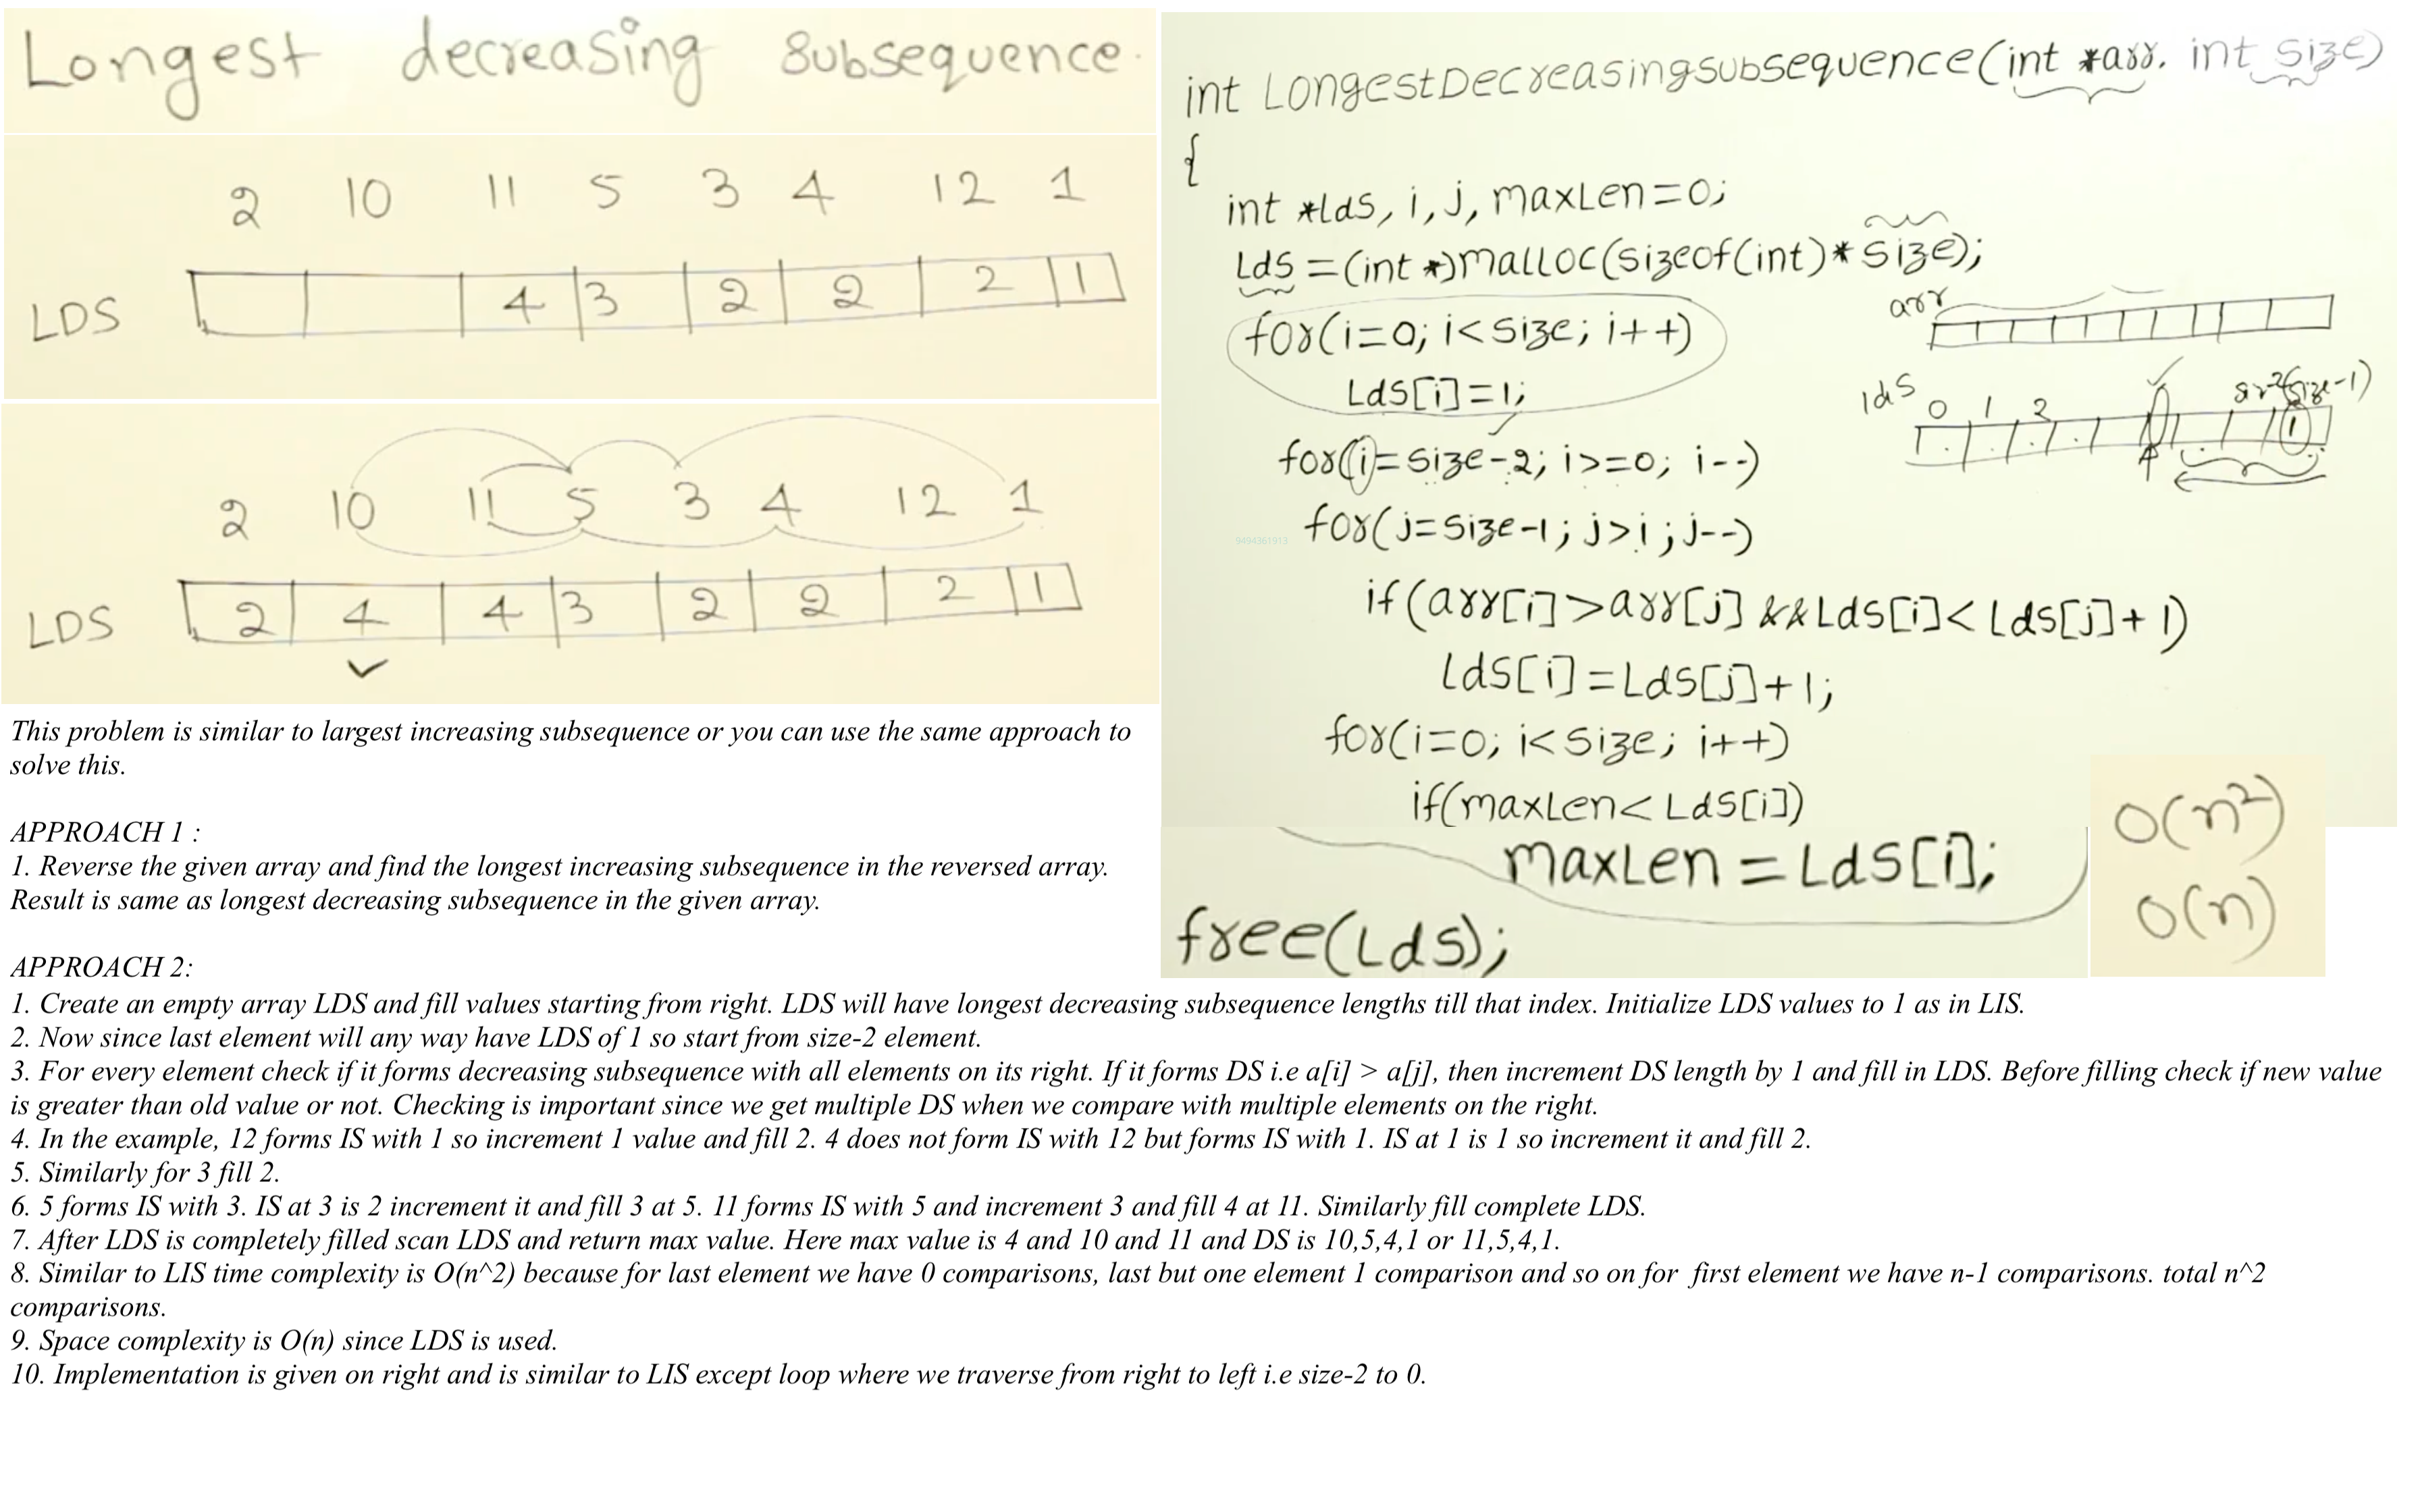 Longest decreasing subsequence.
2 10 11 5 3 4 12 1
LDS 4 3 2 2 2 1
2 10 11 5 3 4 12 1
LDS 2 4 4 3 2 2 2 1
This problem is similar to largest increasing subsequence or you can use the same approach to
solve this.
APPROACH 1 :
1. Reverse the given array and find the longest increasing subsequence in the reversed array.
Result is same as longest decreasing subsequence in the given array.
int LongestDecreasingsubsequence(int *arr, int size)
{
int *lds, i, j, maxLen=0;
Lds = (int *)malloc(sizeof(int)*size);
arr
for(i=0; i<size; i++)
Lds[i]=1;
lds 0 1 2 (size-1)
1
for(i=size-2; i>=0; i--)
for(j=size-1; j>i; j--)
9494361913
if(arr[i]>arr[j] && Lds[i]< Lds[j]+1)
Lds[i]=Lds[j]+1;
for(i=0; i<size; i++)
if(maxLen< Lds[i])
maxLen = Lds[i];
free(Lds);
O(n²)
O(n)
APPROACH 2:
1. Create an empty array LDS and fill values starting from right. LDS will have longest decreasing subsequence lengths till that index. Initialize LDS values to 1 as in LIS.
2. Now since last element will any way have LDS of 1 so start from size-2 element.
3. For every element check if it forms decreasing subsequence with all elements on its right. If it forms DS i.e a[i] > a[j], then increment DS length by 1 and fill in LDS. Before filling check if new value
is greater than old value or not. Checking is important since we get multiple DS when we compare with multiple elements on the right.
4. In the example, 12 forms IS with 1 so increment 1 value and fill 2. 4 does not form IS with 12 but forms IS with 1. IS at 1 is 1 so increment it and fill 2.
5. Similarly for 3 fill 2.
6. 5 forms IS with 3. IS at 3 is 2 increment it and fill 3 at 5. 11 forms IS with 5 and increment 3 and fill 4 at 11. Similarly fill complete LDS.
7. After LDS is completely filled scan LDS and return max value. Here max value is 4 and 10 and 11 and DS is 10,5,4,1 or 11,5,4,1.
8. Similar to LIS time complexity is O(n^2) because for last element we have 0 comparisons, last but one element 1 comparison and so on for first element we have n-1 comparisons. total n^2
comparisons.
9. Space complexity is O(n) since LDS is used.
10. Implementation is given on right and is similar to LIS except loop where we traverse from right to left i.e size-2 to 0.